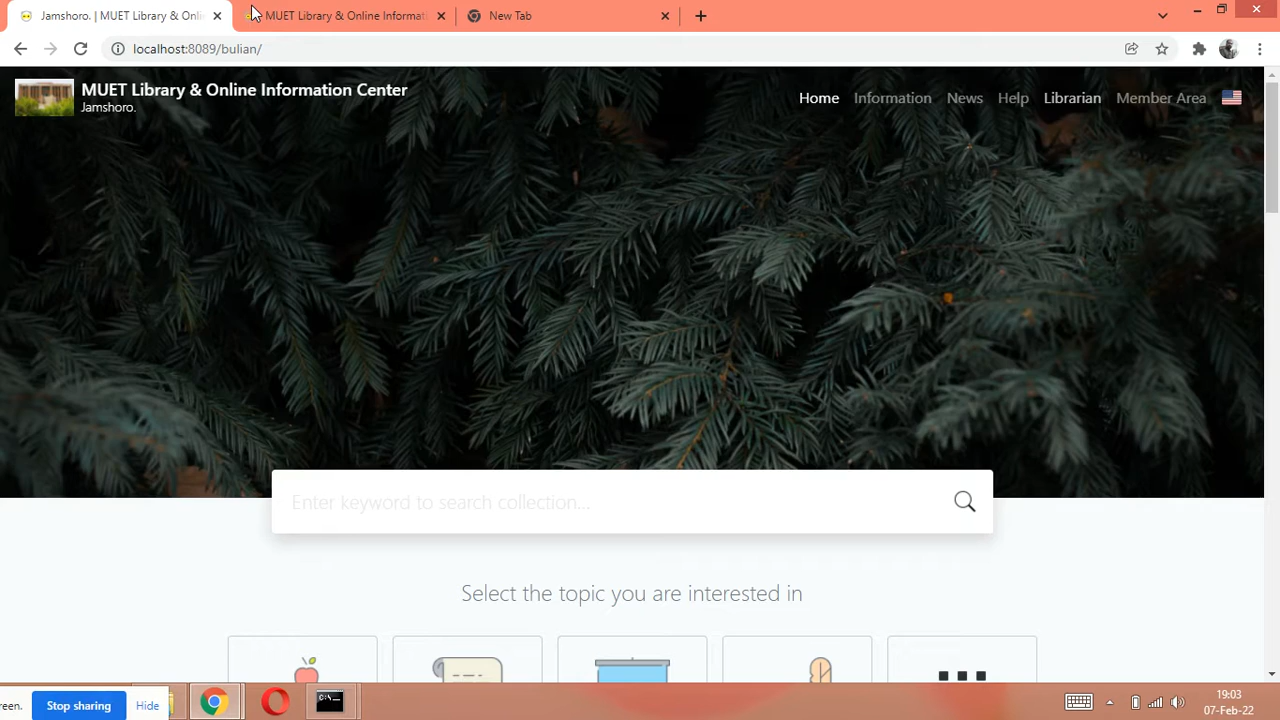 Jamshoro. | MUET Library & Onli
MUET Library & Online Informati
New Tab
localhost:8089/bulian/
MUET Library & Online Information Center
Jamshoro.
Home
Information
News
Help
Librarian
Member Area
Enter keyword to search collection...
Select the topic you are interested in
reen.
Stop sharing
Hide
C:\
19:03
07-Feb-22